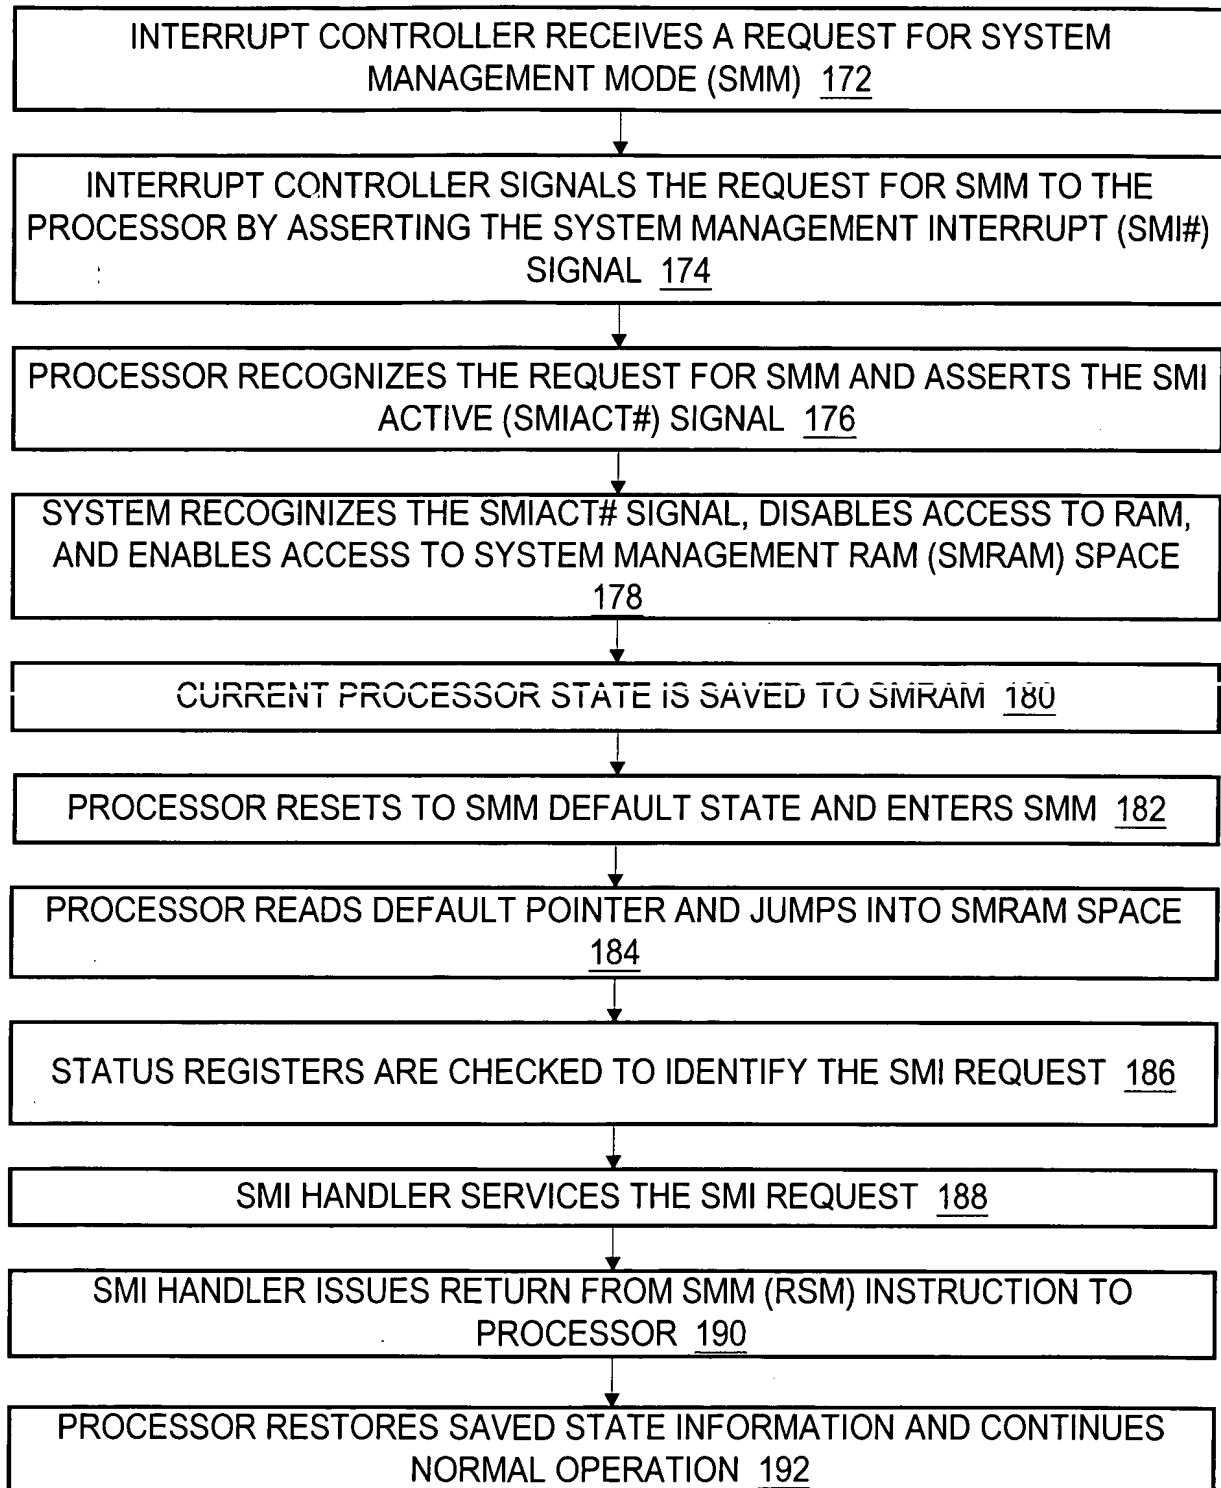 INTERRUPT CONTROLLER RECEIVES A REQUEST FOR SYSTEM
MANAGEMENT MODE (SMM) 172
INTERRUPT CONTROLLER SIGNALS THE REQUEST FOR SMM TO THE
PROCESSOR BY ASSERTING THE SYSTEM MANAGEMENT INTERRUPT (SMI#)
SIGNAL 174
PROCESSOR RECOGNIZES THE REQUEST FOR SMM AND ASSERTS THE SMI
ACTIVE (SMIACT#) SIGNAL 176
SYSTEM RECOGINIZES THE SMIACT# SIGNAL, DISABLES ACCESS TO RAM,
AND ENABLES ACCESS TO SYSTEM MANAGEMENT RAM (SMRAM) SPACE
178
CURRENT PROCESSOR STATE IS SAVED TO SMRAM 180
PROCESSOR RESETS TO SMM DEFAULT STATE AND ENTERS SMM 182
PROCESSOR READS DEFAULT POINTER AND JUMPS INTO SMRAM SPACE
184
STATUS REGISTERS ARE CHECKED TO IDENTIFY THE SMI REQUEST 186
SMI HANDLER SERVICES THE SMI REQUEST 188
SMI HANDLER ISSUES RETURN FROM SMM (RSM) INSTRUCTION TO
PROCESSOR 190
PROCESSOR RESTORES SAVED STATE INFORMATION AND CONTINUES
NORMAL OPERATION 192